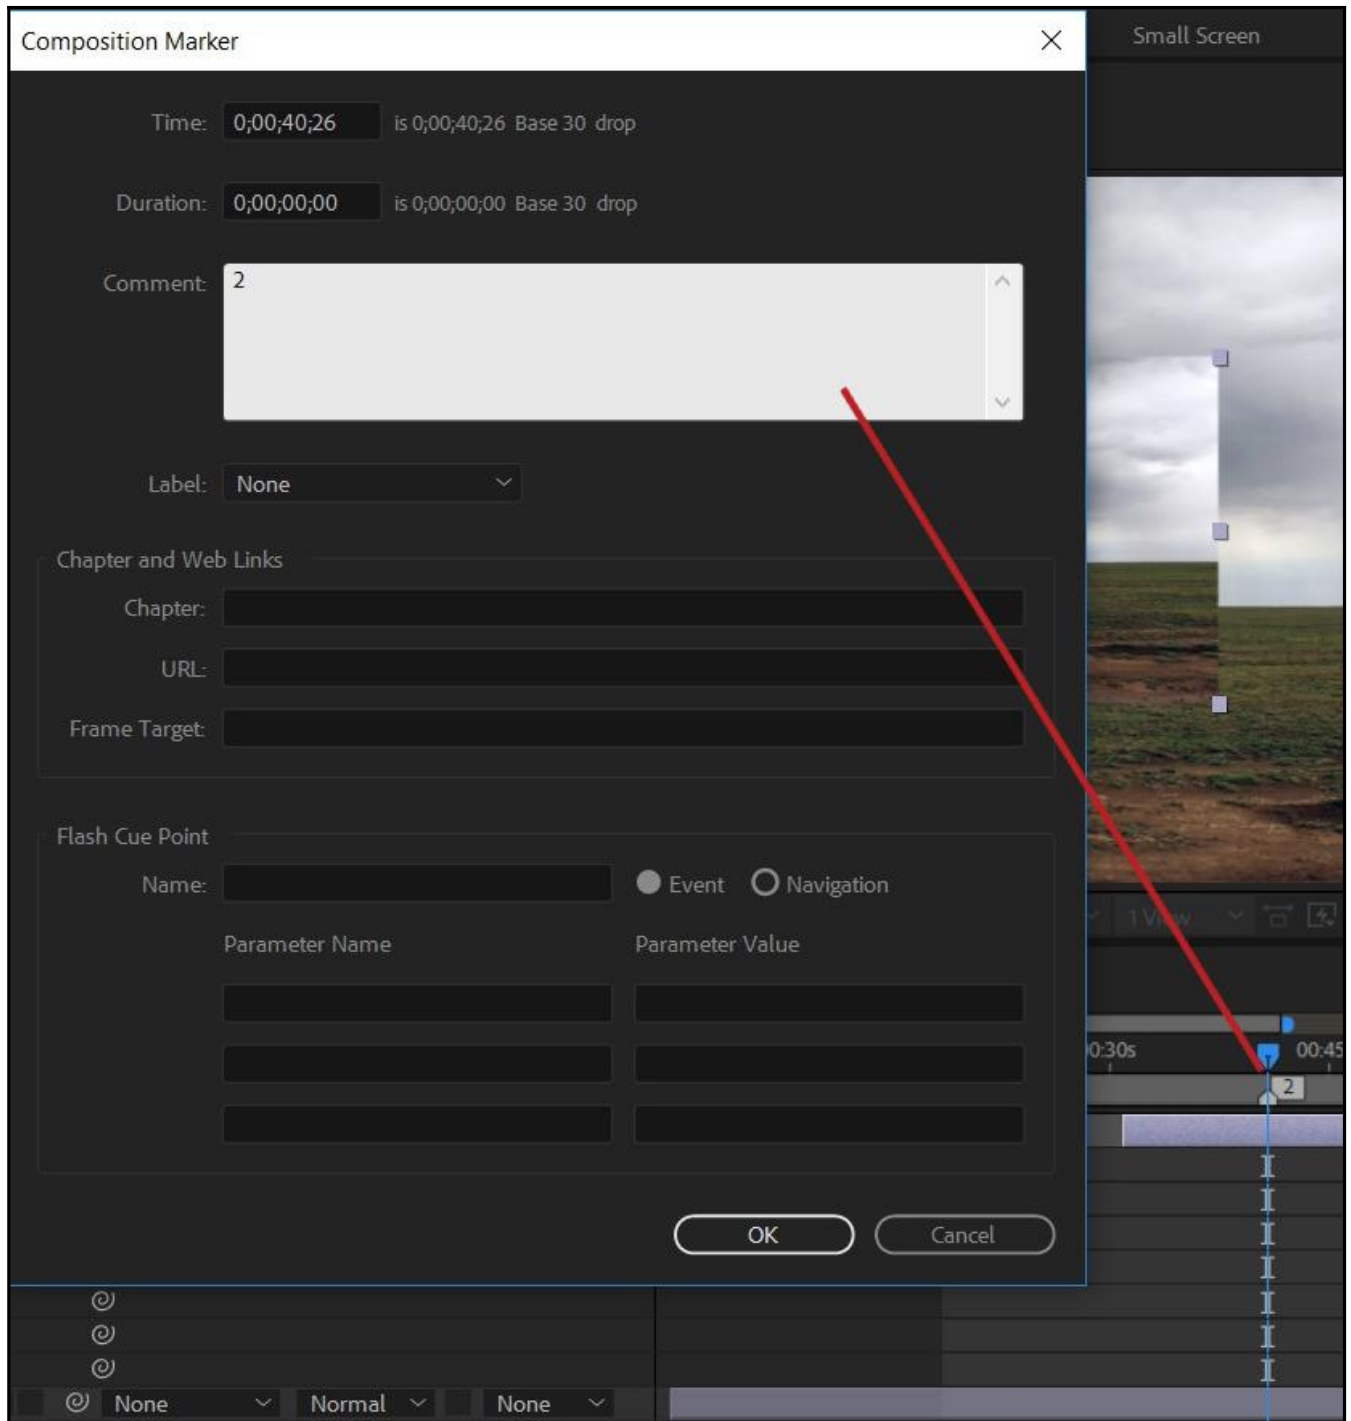 Composition Marker
Small Screen
Time: 0;00;40;26 is 0;00;40;26 Base 30 drop
Duration: 0;00;00;00 is 0;00;00;00 Base 30 drop
Comment: 2
Label: None
Chapter and Web Links
Chapter:
URL:
Frame Target:
Flash Cue Point
Name: Event Navigation
1 View
Parameter Name Parameter Value
0:30s 00:45
2
OK Cancel
None Normal None